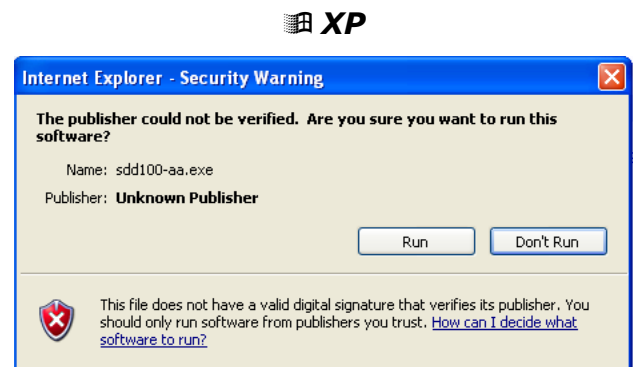 XP
Internet Explorer - Security Warning
The publisher could not be verified.  Are you sure you want to run this
software?
Name: sdd100-aa.exe
Publisher: Unknown Publisher
Run Don't Run
This file does not have a valid digital signature that verifies its publisher. You
should only run software from publishers you trust. How can I decide what
software to run?